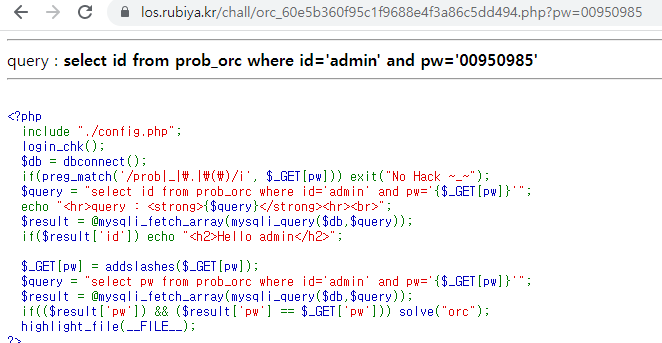 los.rubiya.kr/chall/orc_60e5b360f95c1f9688e4f3a86c5dd494.php?pw=00950985
query : select id from prob_orc where id='admin' and pw='00950985'
<?php
  include "./config.php";
  login_chk();
  $db = dbconnect();
  if(preg_match('/prob|_|₩.|₩(₩)/i', $_GET[pw])) exit("No Hack ~_~");
  $query = "select id from prob_orc where id='admin' and pw='{$_GET[pw]}'";
  echo "<hr>query : <strong>{$query}</strong><hr><br>";
  $result = @mysqli_fetch_array(mysqli_query($db,$query));
  if($result['id']) echo "<h2>Hello admin</h2>";
  $_GET[pw] = addslashes($_GET[pw]);
  $query = "select pw from prob_orc where id='admin' and pw='{$_GET[pw]}'";
  $result = @mysqli_fetch_array(mysqli_query($db,$query));
  if(($result['pw']) && ($result['pw'] == $_GET['pw'])) solve("orc");
  highlight_file(__FILE__);
?>